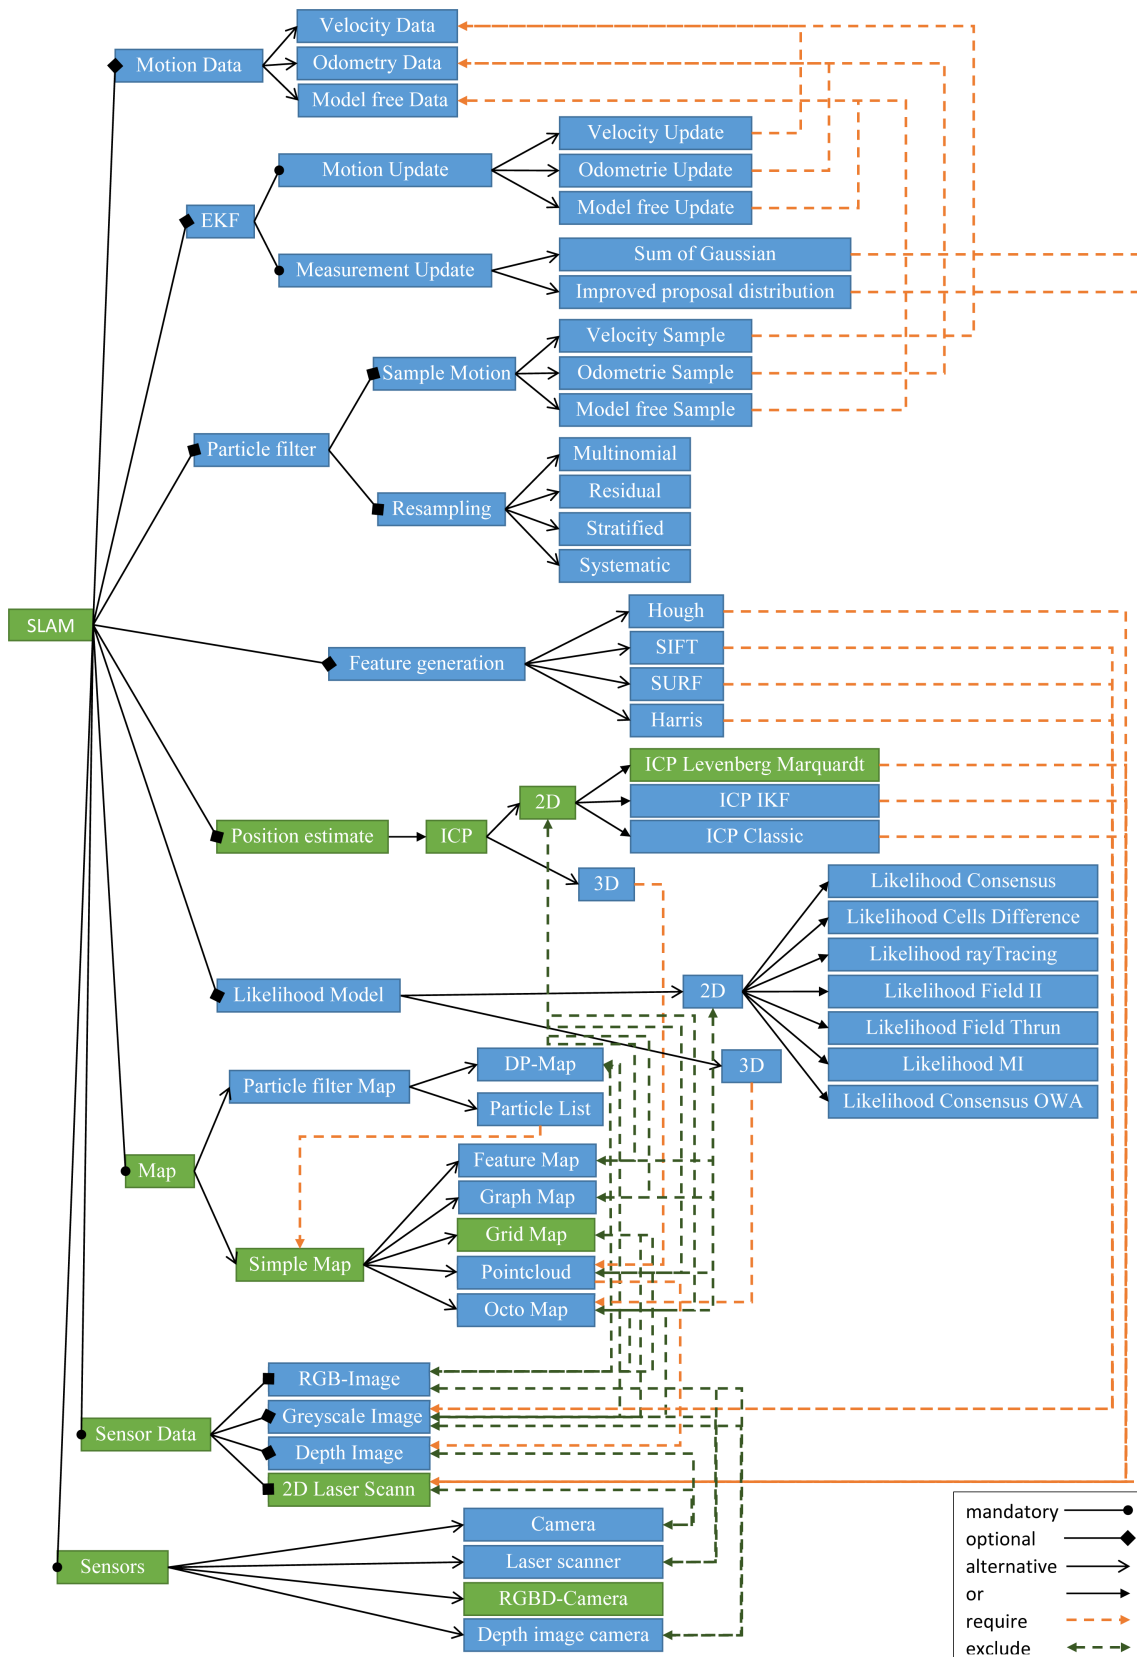 Velocity Data
Motion Data
Odometry Data
Model free Data
Velocity Update
Motion Update
Odometrie Update
Model free Update
EKF
Sum of Gaussian
Measurement Update
Improved proposal distribution
Velocity Sample
Sample Motion
Odometrie Sample
Model free Sample
Particle filter
Multinomial
Residual
Resampling
Stratified
Systematic
SLAM
Hough
SIFT
Feature generation
SURF
Harris
ICP Levenberg Marquardt
2D
ICP IKF
Position estimate
ICP
ICP Classic
3D
Likelihood Consensus
Likelihood Cells Difference
Likelihood rayTracing
Likelihood Model
2D
Likelihood Field II
Likelihood Field Thrun
3D
Likelihood MI
Likelihood Consensus OWA
DP-Map
Particle filter Map
Particle List
Map
Feature Map
Graph Map
Grid Map
Simple Map
Pointcloud
Octo Map
RGB-Image
Greyscale Image
Sensor Data
Depth Image
2D Laser Scann
Camera
Laser scanner
Sensors
RGBD-Camera
Depth image camera
mandatory
optional
alternative
or
require
exclude